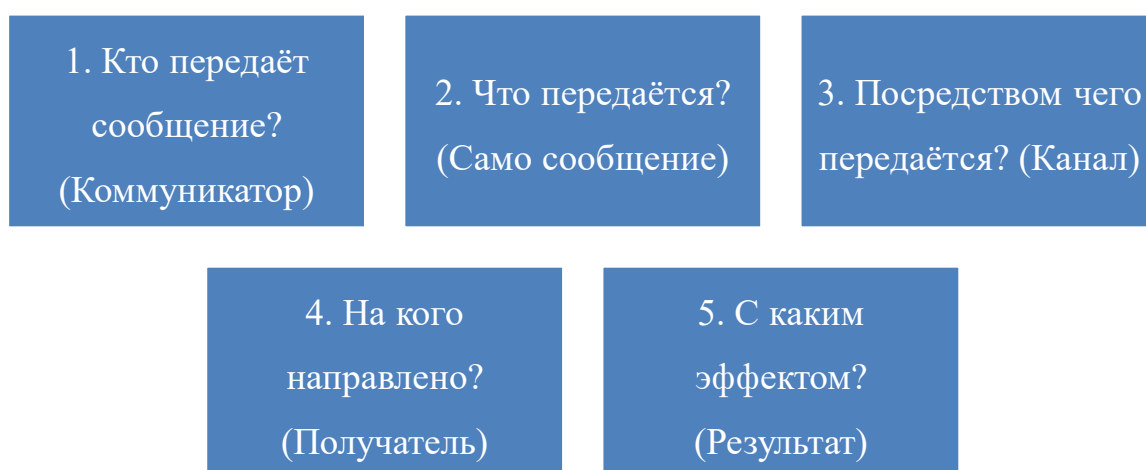 1. Кто передаёт
сообщение?
(Коммуникатор)
2. Что передаётся?
(Само сообщение)
3. Посредством чего
передаётся? (Канал)
4. На кого
направлено?
(Получатель)
5. С каким
эффектом?
(Результат)